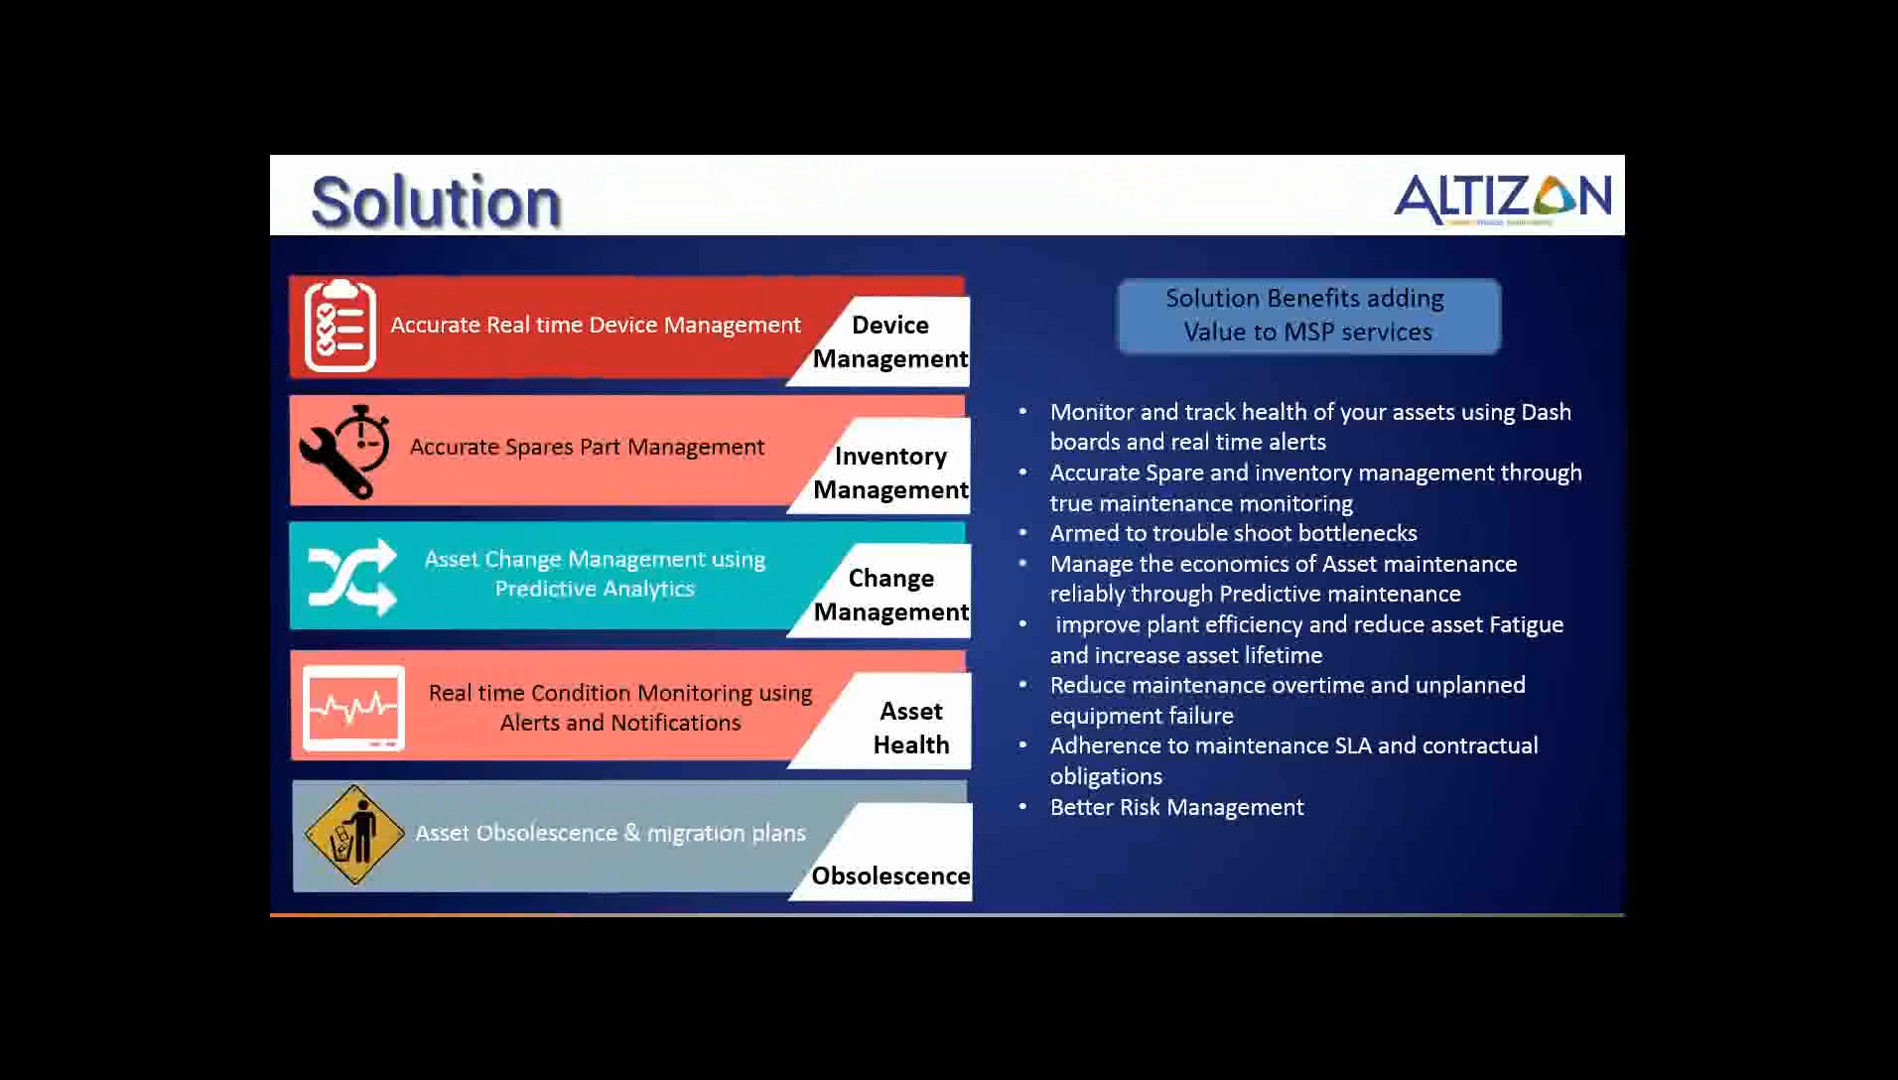 Solution
ALTIZON
Accurate Real time Device Management
Device
Management
Accurate Spares Part Management
Inventory
Management
Asset Change Management using
Predictive Analytics
Change
Management
Real time Condition Monitoring using
Alerts and Notifications
Asset
Health
Asset Obsolescence & migration plans
Obsolescence
Solution Benefits adding
Value to MSP services
• Monitor and track health of your assets using Dash
boards and real time alerts
• Accurate Spare and inventory management through
true maintenance monitoring
• Armed to trouble shoot bottlenecks
• Manage the economics of Asset maintenance
reliably through Predictive maintenance
• improve plant efficiency and reduce asset Fatigue
and increase asset lifetime
• Reduce maintenance overtime and unplanned
equipment failure
• Adherence to maintenance SLA and contractual
obligations
• Better Risk Management